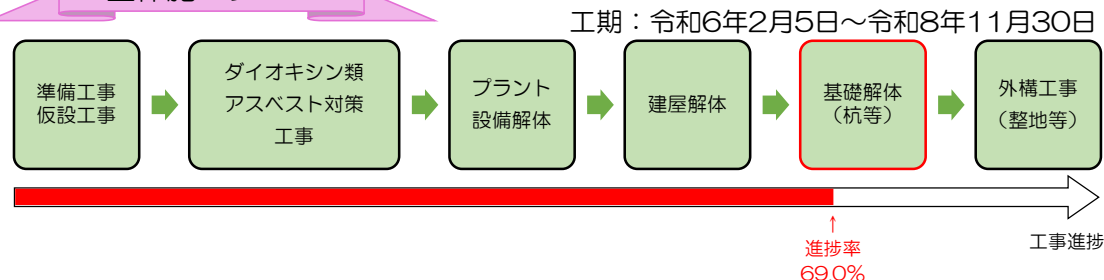 工期：令和6年2月5日～令和8年11月30日
準備工事
仮設工事
ダイオキシン類
アスベスト対策
工事
プラント
設備解体
建屋解体
基礎解体
（杭等）
外構工事
（整地等）
↑
進捗率
69.0%
工事進捗